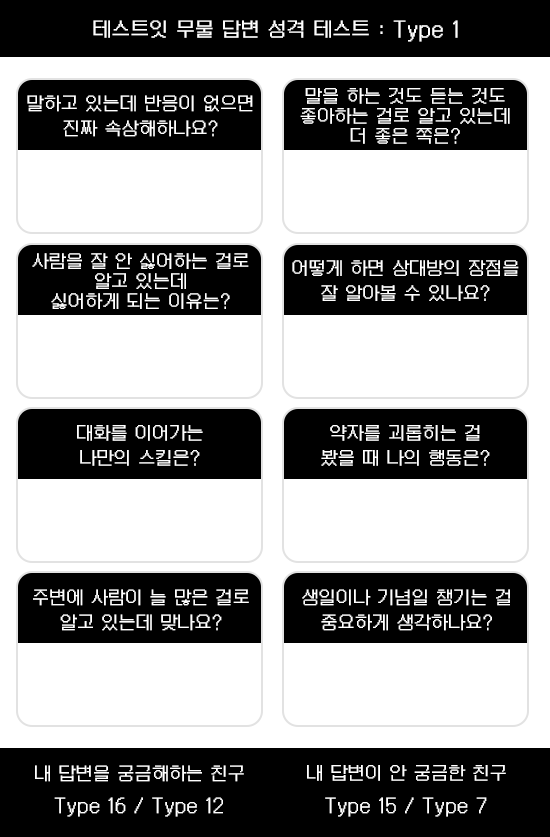 테스트잇 무물 답변 성격 테스트 : Type 1
말하고 있는데 반응이 없으면
진짜 속상해하나요?
말을 하는 것도 듣는 것도
좋아하는 걸로 알고 있는데
더 좋은 쪽은?
사람을 잘 안 싫어하는 걸로
알고 있는데
싫어하게 되는 이유는?
어떻게 하면 상대방의 장점을
잘 알아볼 수 있나요?
대화를 이어가는
나만의 스킬은?
약자를 괴롭히는 걸
봤을 때 나의 행동은?
주변에 사람이 늘 많은 걸로
알고 있는데 맞나요?
생일이나 기념일 챙기는 걸
중요하게 생각하나요?
내 답변을 궁금해하는 친구
Type 16 / Type 12
내 답변이 안 궁금한 친구
Type 15 / Type 7